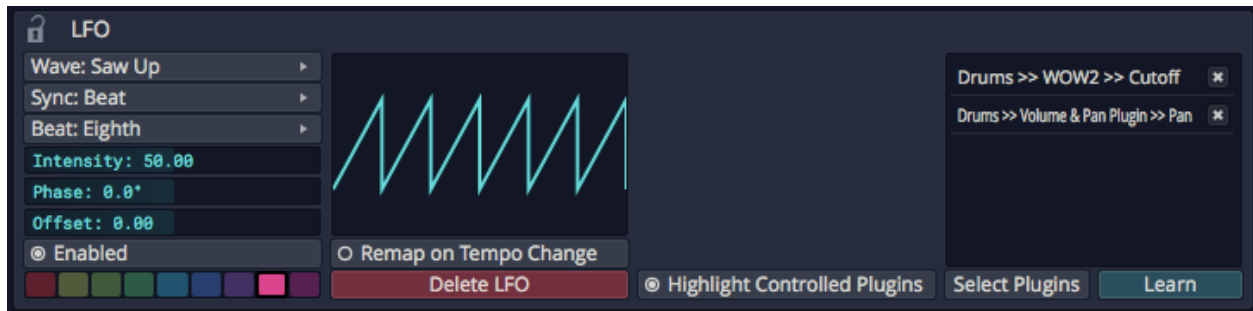 LFO
Wave: Saw Up
Sync: Beat
Beat: Eighth
Intensity: 50.00
Phase: 0.0°
Offset: 0.00
Enabled
Remap on Tempo Change
Delete LFO
Highlight Controlled Plugins
Drums >> WOW2 >> Cutoff
Drums >> Volume & Pan Plugin >> Pan
Select Plugins
Learn